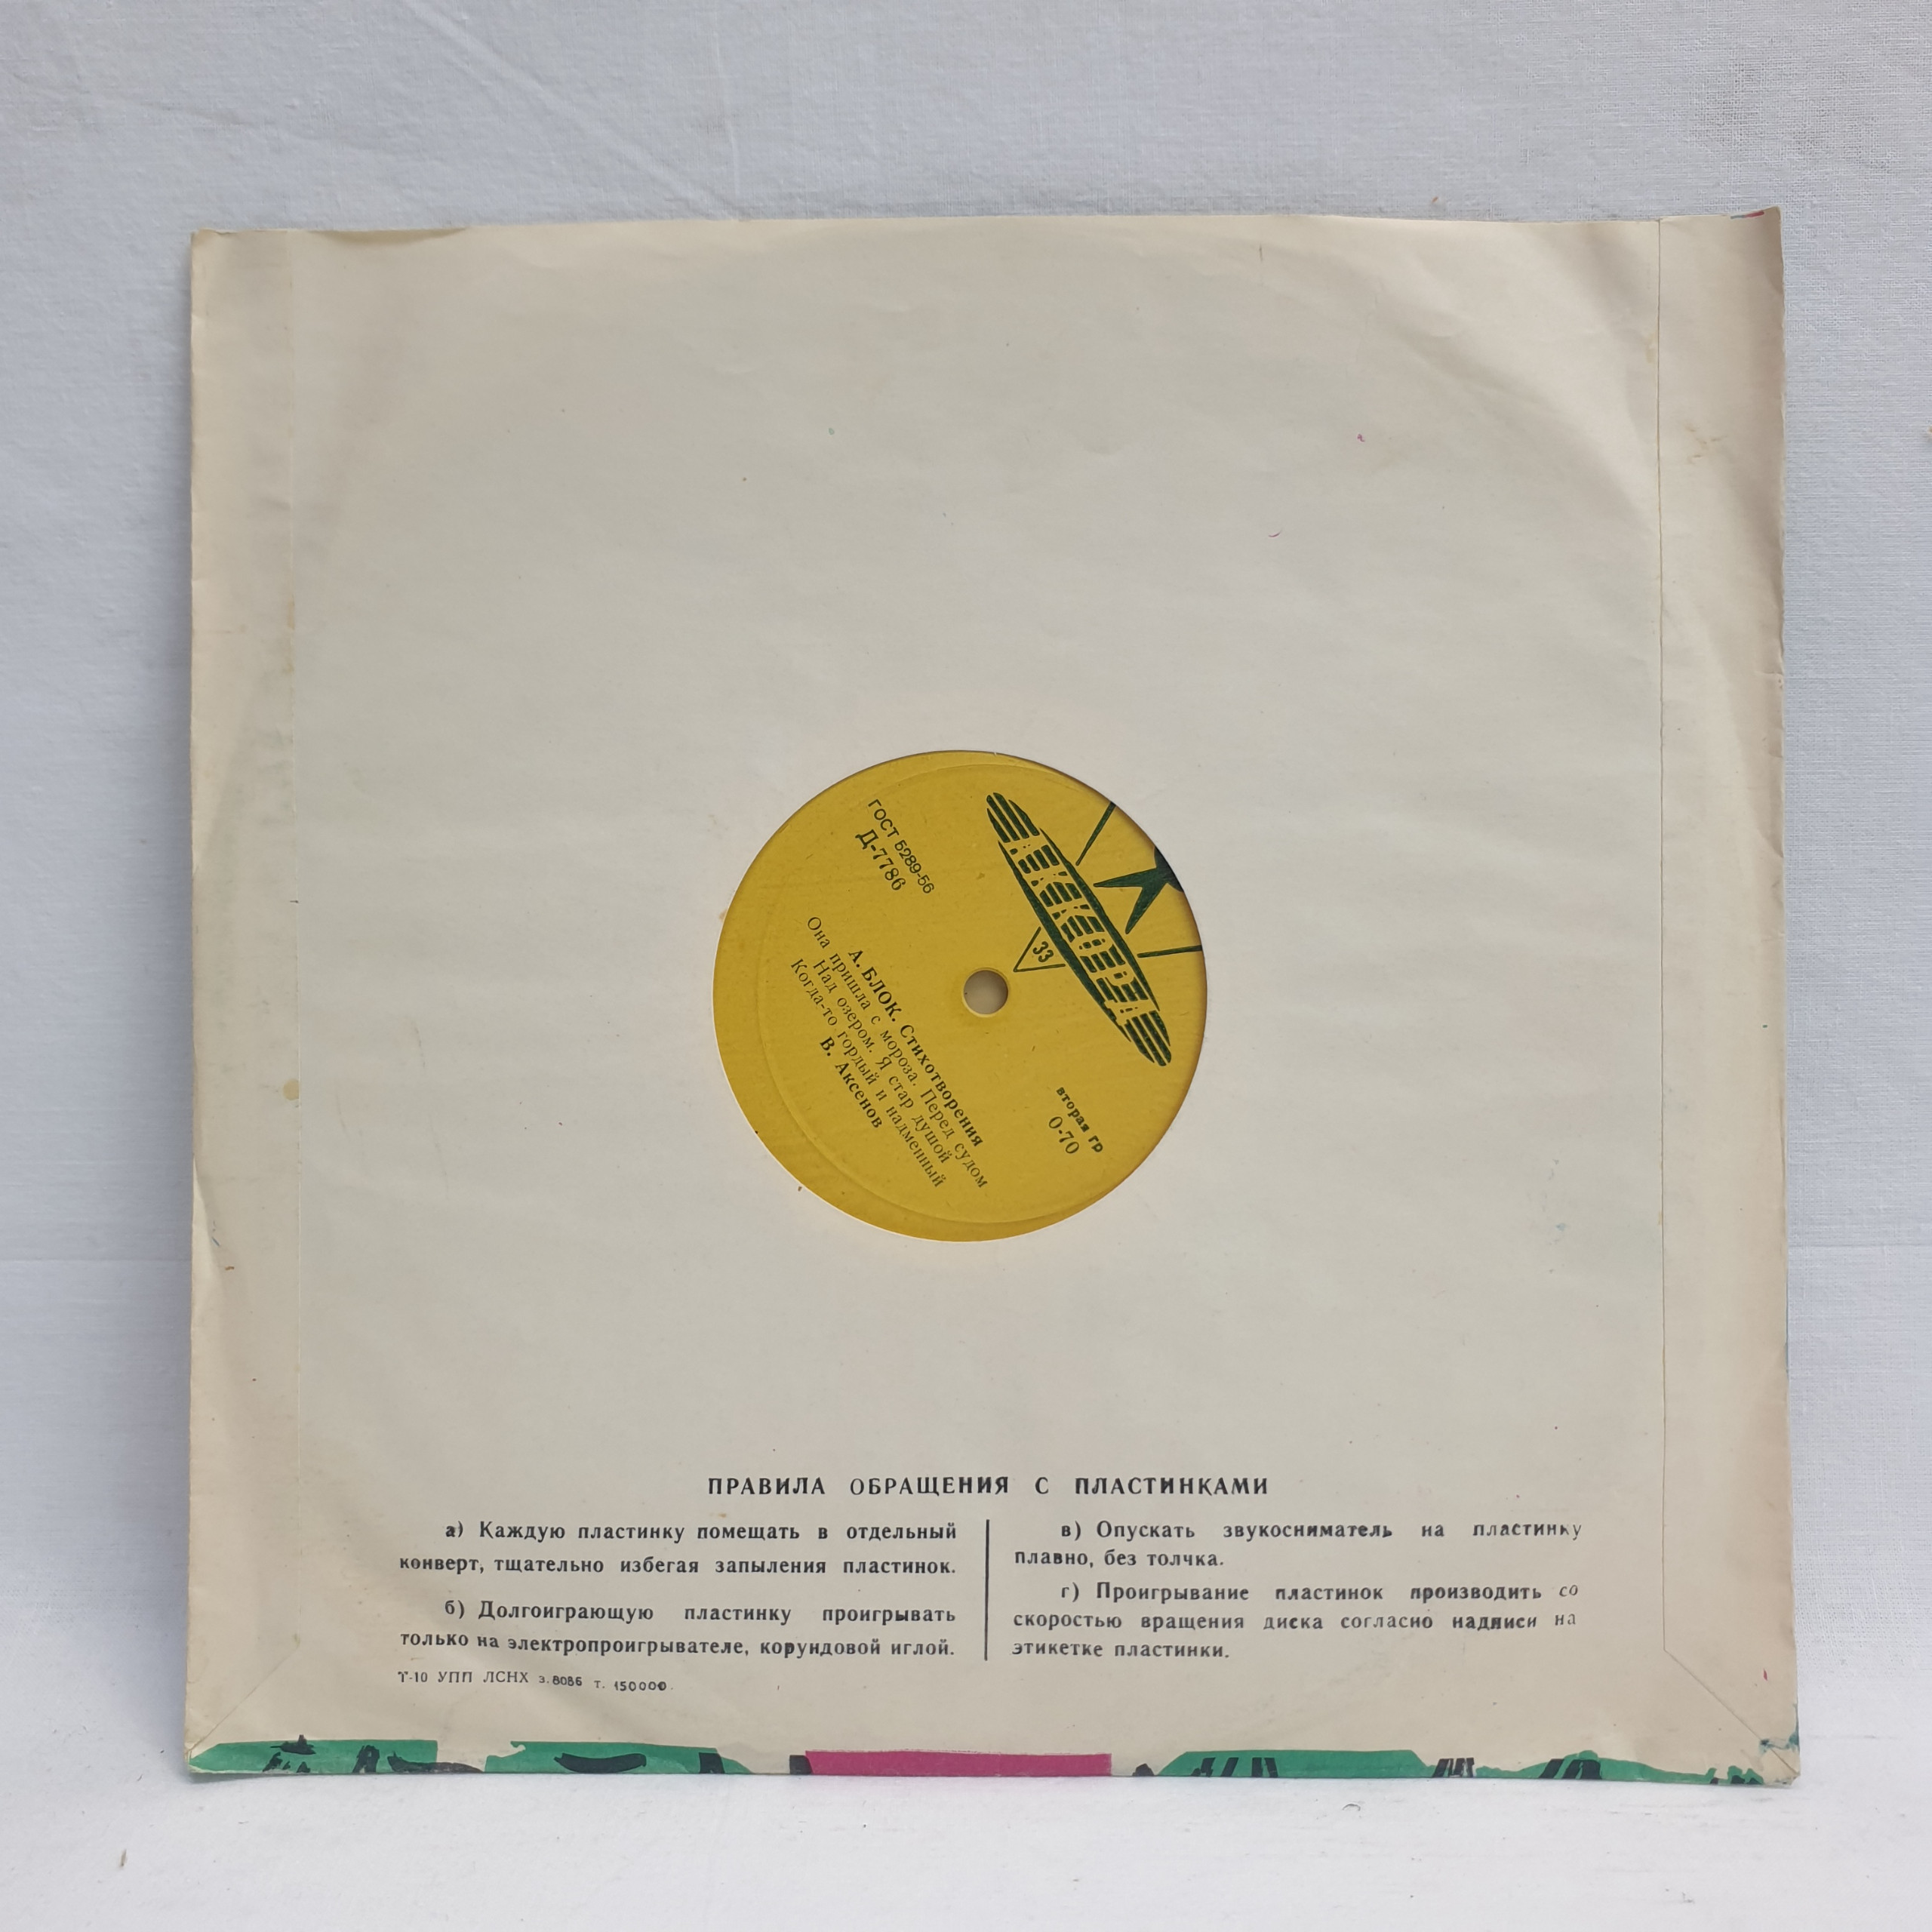 АККОРД
33
ГОСТ 5289-56
Д-7786
вторая гр
0-70
А. БЛОК. Стихотворения
Она пришла с мороза. Перед судом
Над озером. Я стар душой
Когда-то гордый и надменный
В. Аксенов
ПРАВИЛА ОБРАЩЕНИЯ С ПЛАСТИНКАМИ
а) Каждую пластинку помещать в отдельный
конверт, тщательно избегая запыления пластинок.
б) Долгоиграющую пластинку проигрывать
только на электропроигрывателе, корундовой иглой.
в) Опускать звукосниматель на пластинку
плавно, без толчка.
г) Проигрывание пластинок производить со
скоростью вращения диска согласно надписи на
этикетке пластинки.
Т-10 УПП ЛСНХ з. 8086 т. 150000.